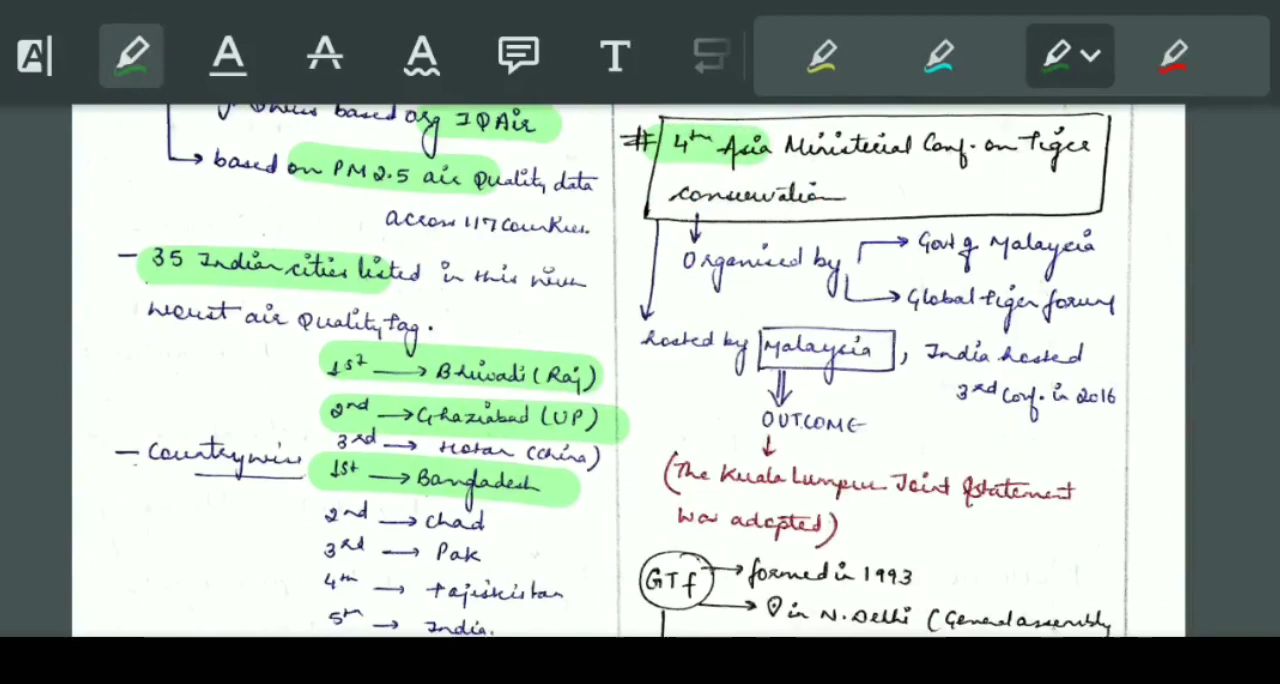 based org IQAir
→ based on PM2.5 air Quality data
across 117 countries.
- 35 Indian cities listed in this
worst air Quality tag.
1st → Bhiwadi (Raj)
2nd → Ghaziabad (UP)
3rd → Hotan (China)
- Countrywise 1st → Bangladesh
2nd → Chad
3rd → Pak
4th → Tajiskistan
5th → India.
# 4th Asia Ministerial Conf. on Tiger
conservation
Organised by → Govt of Malaysia
→ Global tiger forum
hosted by Malaysia, India hosted
3rd Conf. in 2016
OUTCOME
(The Kuala Lumpur Joint Statement
was adopted)
GTF → formed in 1993
→ in N. Delhi (General assembly